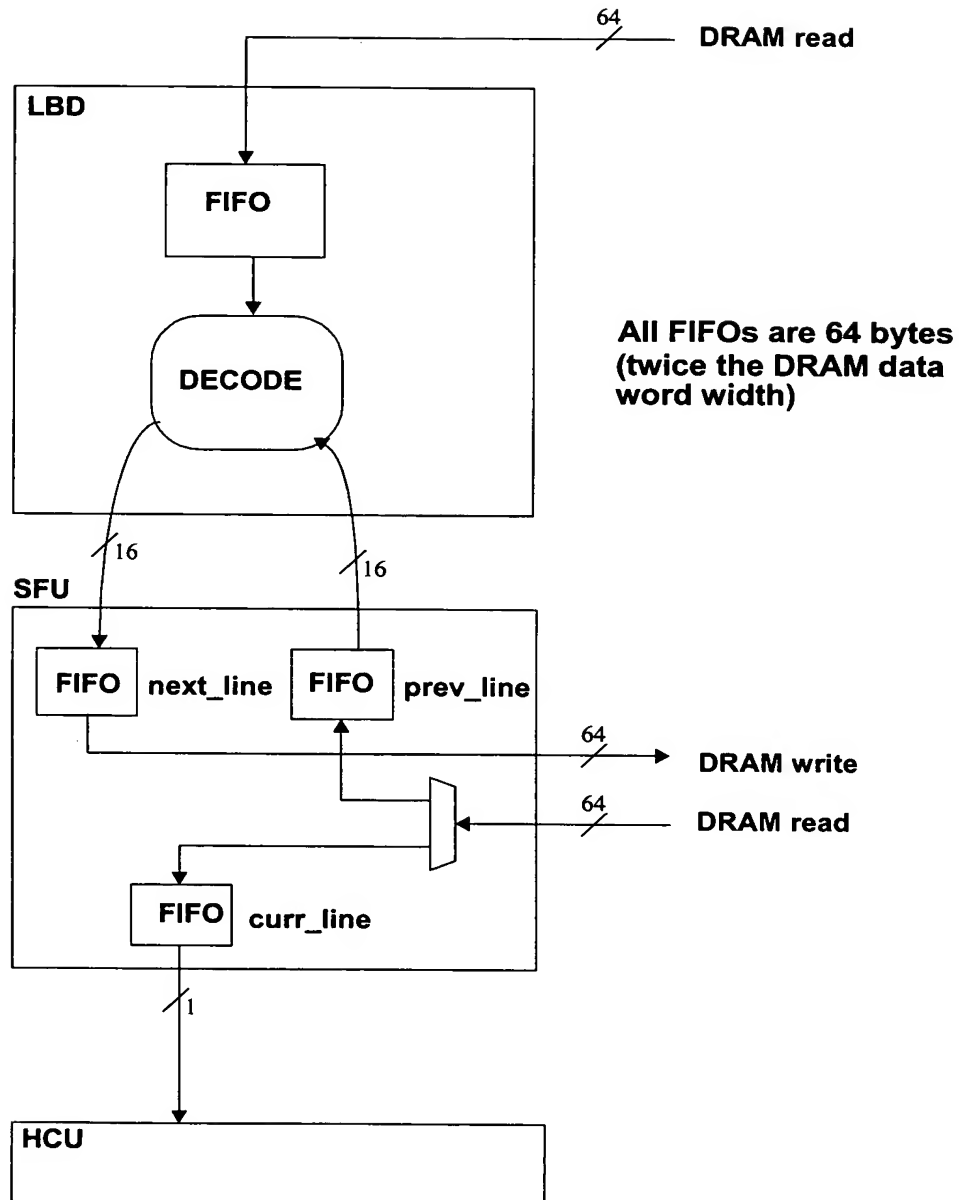 64
DRAM read
LBD
FIFO
DECODE
All FIFOs are 64 bytes
(twice the DRAM data
word width)
16
16
SFU
FIFO
next_line
FIFO
prev_line
64
DRAM write
64
DRAM read
FIFO
curr_line
1
HCU